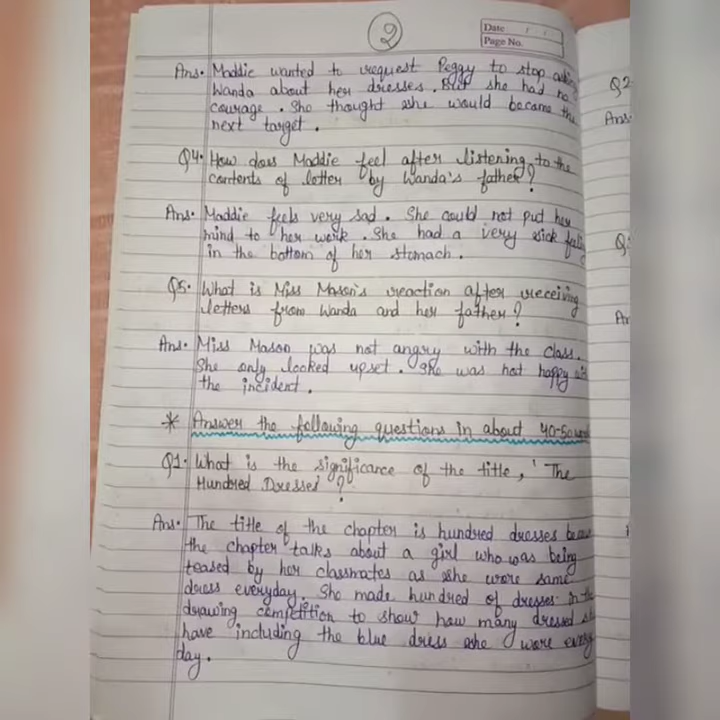 2
Date / /
Page No.
Ans. Maddie wanted to request Peggy to stop
Wanda about her dresses. But she had no
courage. She thought she would became the
next target.
Q4. How does Maddie feel after listening to the
contents of letter by Wanda's father?
Ans. Maddie feels very sad. She could not put her
mind to her work. She had a very sick
in the bottom of her stomach.
Q5. What is Miss Mason's reaction after receiving
letters from Wanda and her father?
Ans. Miss Mason was not angry with the class.
She only looked upset. She was not happy
the incident.
* Answer the following questions in about 40-50
Q1. What is the significance of the title, 'The
Hundred Dresses'?
Ans. The title of the chapter is hundred dresses
the chapter talks about a girl who was being
teased by her classmates as she wore same
dress everyday. She made hundred of dresses in the
drawing competition to show how many dressed
have including the blue dress she wore every
day.
Q2
Ans.
Q
An